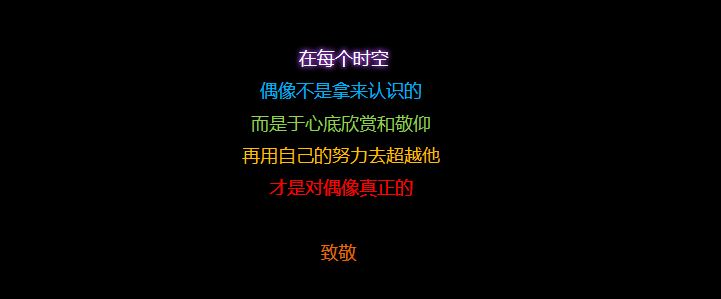 在每个时空
偶像不是拿来认识的
而是于心底欣赏和敬仰
再用自己的努力去超越他
才是对偶像真正的
致敬